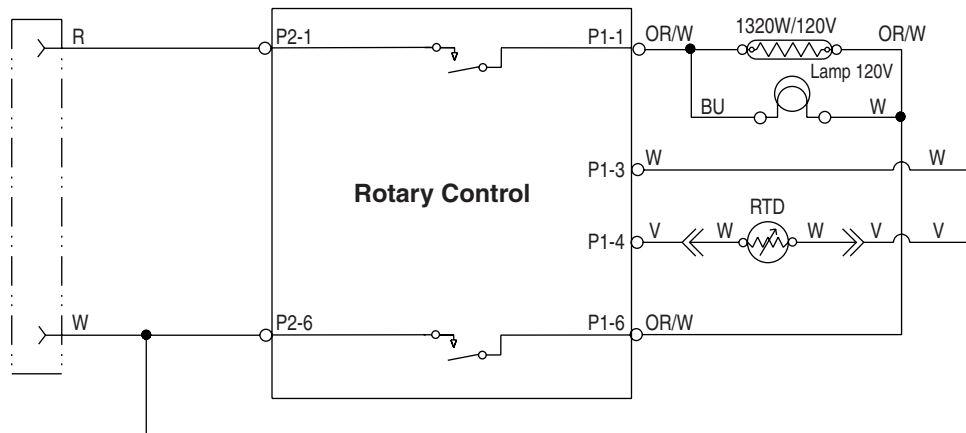 R P2-1 P1-1 OR/W 1320W/120V OR/W
Lamp 120V
BU W
P1-3 W W
Rotary Control
RTD
P1-4 V W W V V
W P2-6 P1-6 OR/W